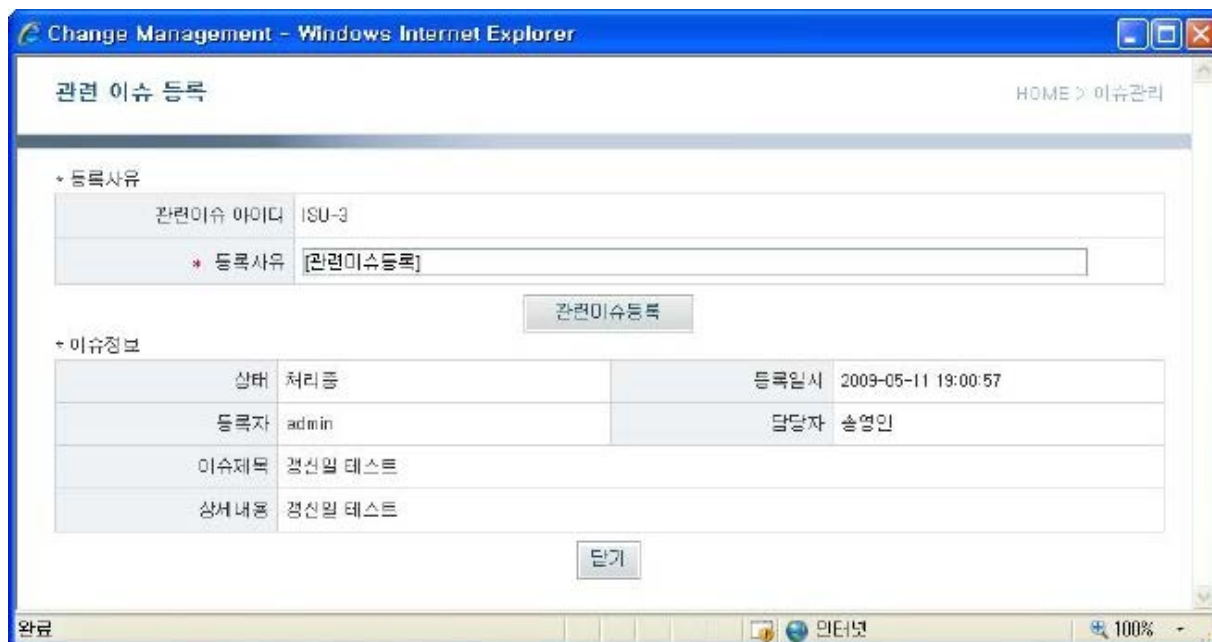 Change Management - Windows Internet Explorer
관련 이슈 등록
HOME > 이슈관리
* 등록사유
관련이슈 아이디 ISU-3
* 등록사유 [관련이슈등록]
관련이슈등록
* 이슈정보
상태 처리중 등록일시 2009-05-11 19:00:57
등록자 admin 담당자 송영인
이슈제목 갱신일 테스트
상세내용 갱신일 테스트
닫기
완료 인터넷 100%